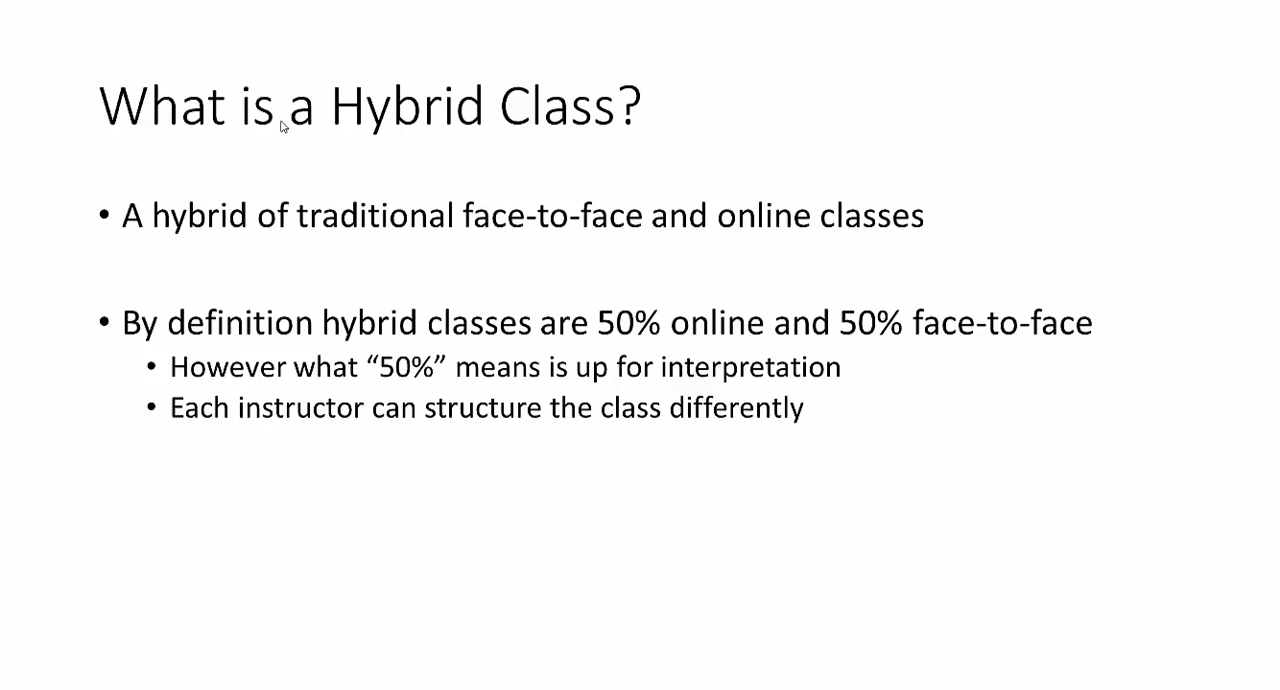 What is a Hybrid Class?
• A hybrid of traditional face-to-face and online classes
• By definition hybrid classes are 50% online and 50% face-to-face
• However what “50%” means is up for interpretation
• Each instructor can structure the class differently